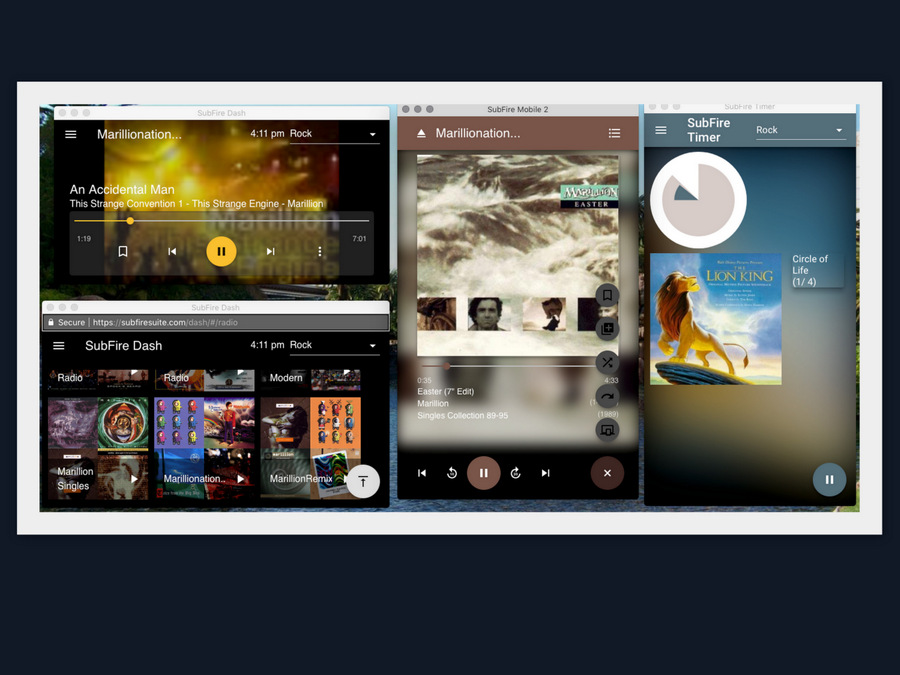 SubFire Dash
Marillionation...
4:11 pm Rock
An Accidental Man
This Strange Convention 1 - This Strange Engine - Marillion
1:19
7:01
SubFire Dash
Secure | https://subfiresuite.com/dash/#/radio
SubFire Dash
4:11 pm Rock
Radio
Radio
Modern
Marillion
Singles
Marillionation..
MarillionRemix
SubFire Mobile 2
Marillionation...
MARILLION
EASTER
0:35
4:33
Easter (7" Edit)
Marillion
Singles Collection 89-95
(1989)
SubFire Timer
SubFire
Timer
Rock
THE
LION KING
Circle of
Life
(1/ 4)